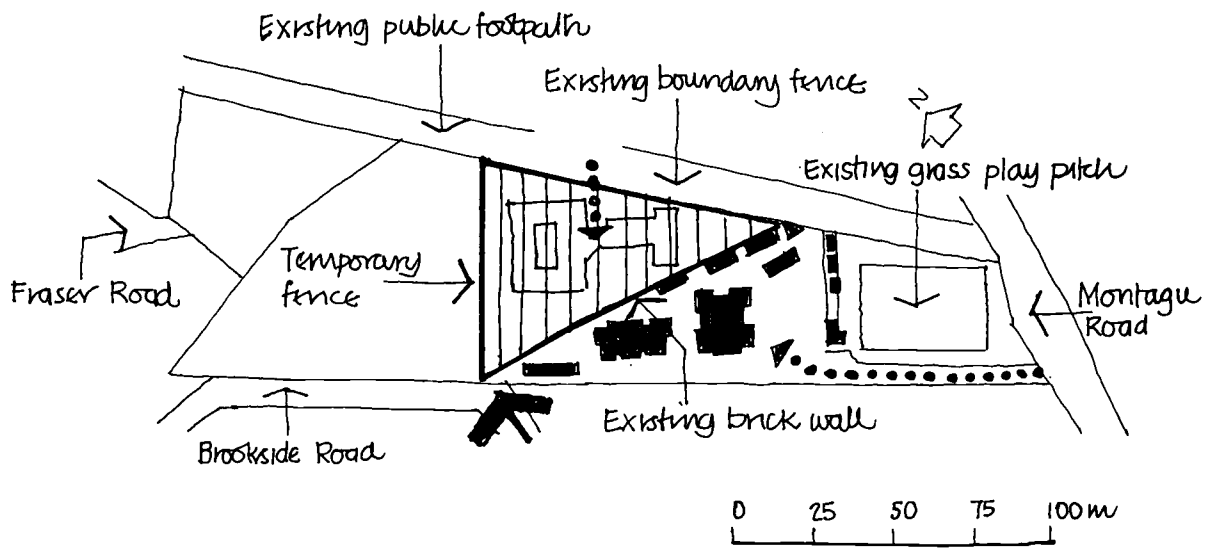 Existing public footpath
Existing boundary fence
N
Existing grass play pitch
Temporary
fence
Fraser Road
Montagu
Road
Existing brick wall
Brookside Road
0 25 50 75 100m